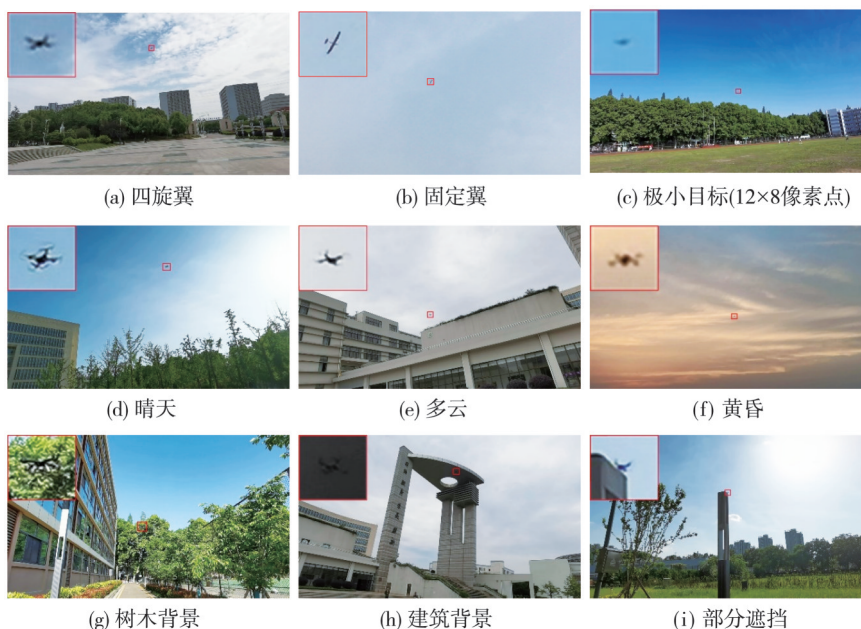 (a) 四旋翼
(b) 固定翼
(c) 极小目标(12×8像素点)
(d) 晴天
(e) 多云
(f) 黄昏
(g) 树木背景
(h) 建筑背景
(i) 部分遮挡